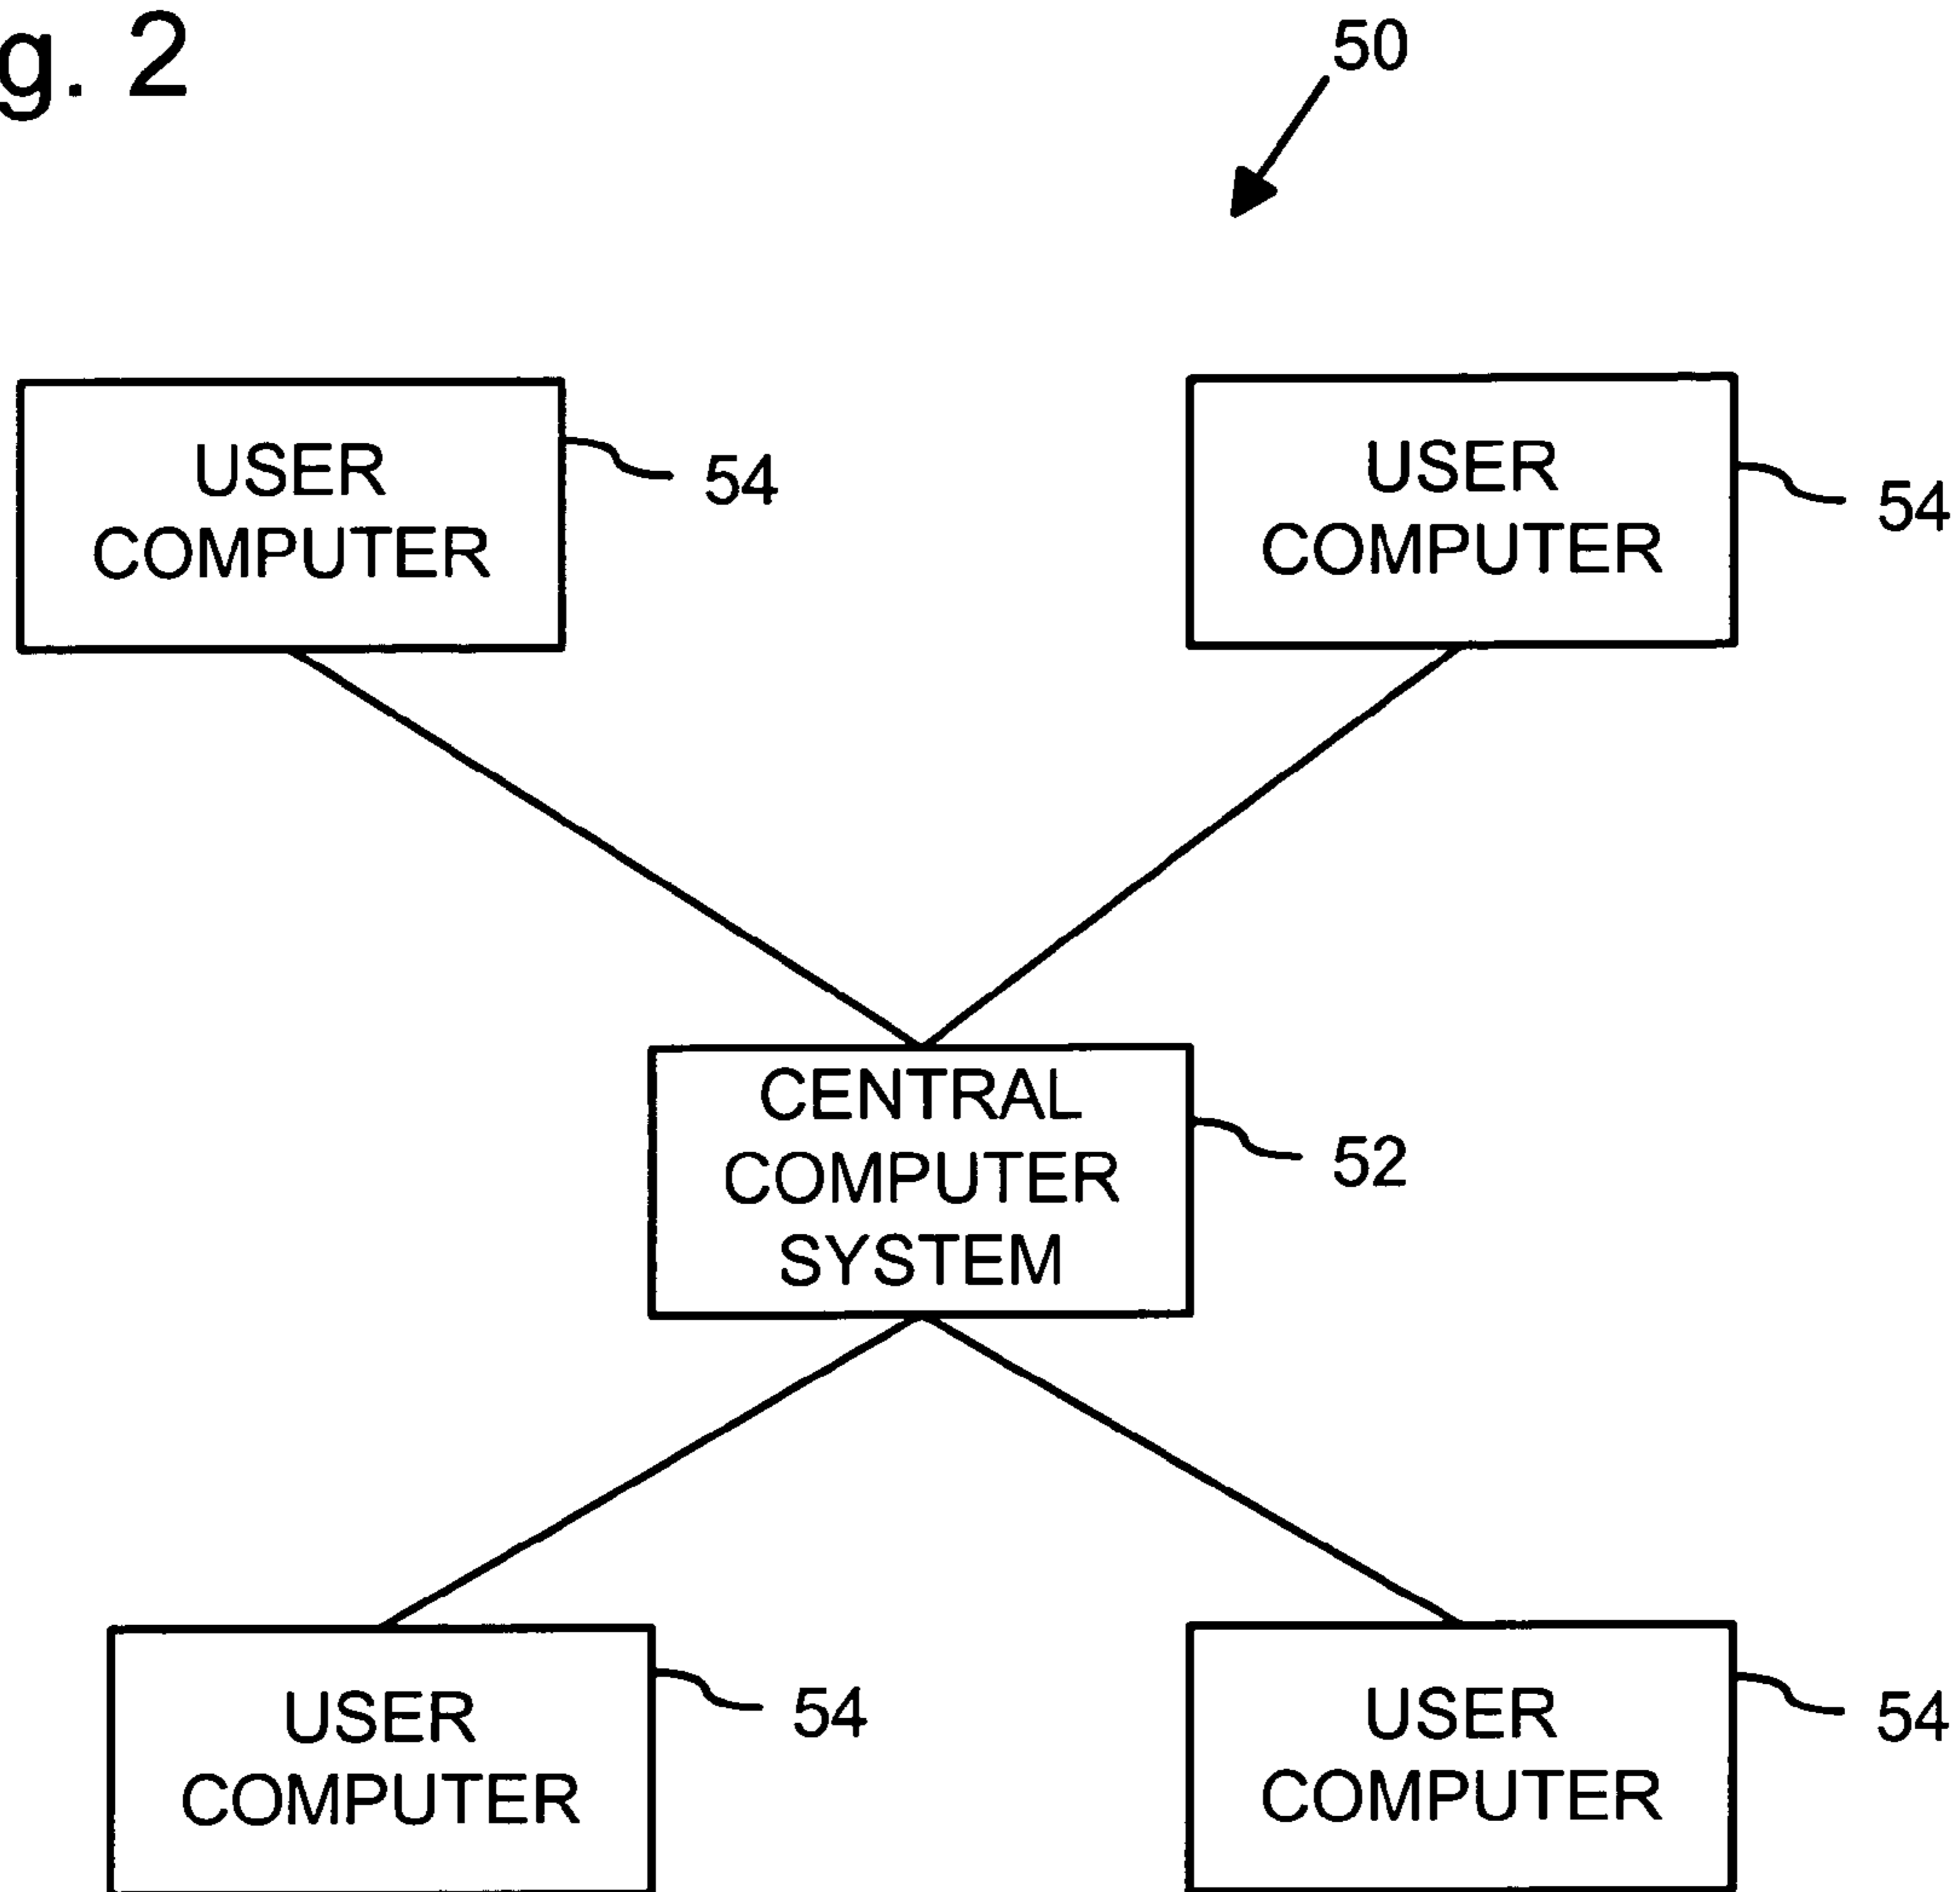 g. 2
50
USER
COMPUTER
54
USER
COMPUTER
54
CENTRAL
COMPUTER
SYSTEM
52
USER
COMPUTER
54
USER
COMPUTER
54